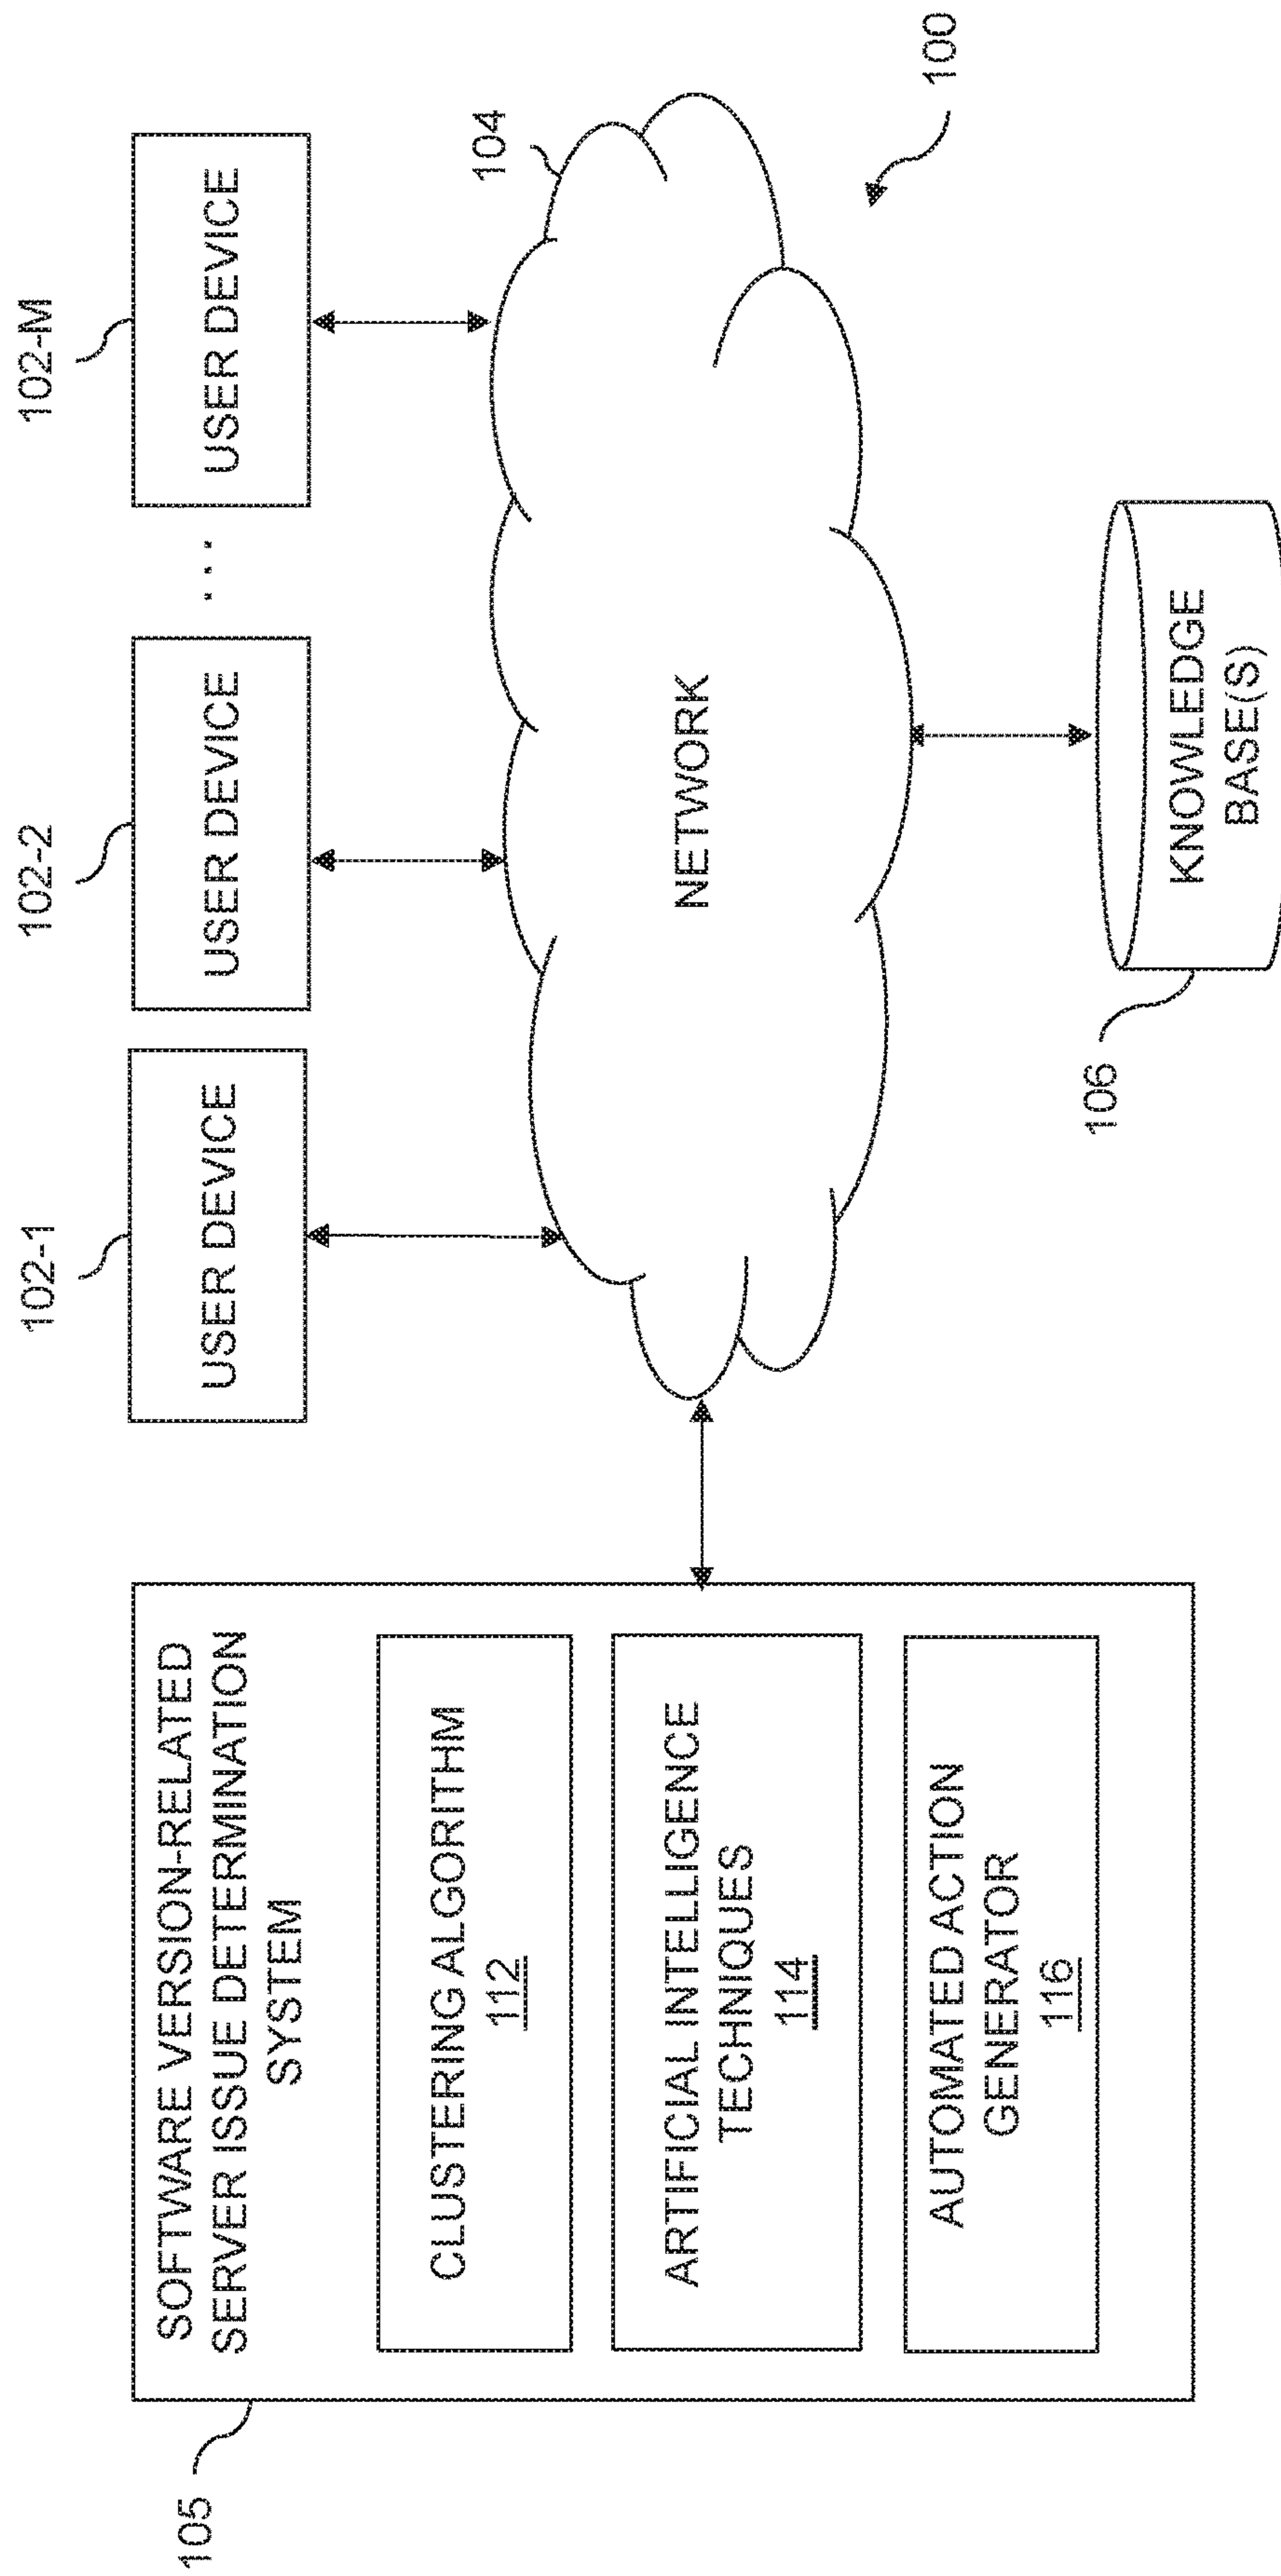 102-1
102-2
102-M
USER DEVICE
USER DEVICE
...
USER DEVICE
104
105
SOFTWARE VERSION-RELATED
SERVER ISSUE DETERMINATION
SYSTEM
CLUSTERING ALGORITHM
112
ARTIFICIAL INTELLIGENCE
TECHNIQUES
114
AUTOMATED ACTION
GENERATOR
116
NETWORK
100
106
KNOWLEDGE
BASE(S)